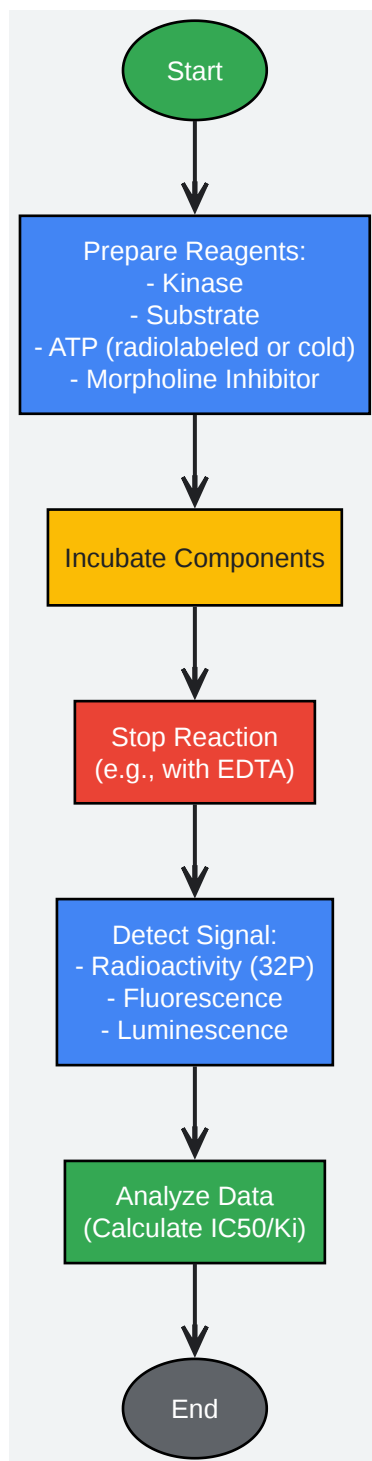 Start
Prepare Reagents:
- Kinase
- Substrate
- ATP (radiolabeled or cold)
- Morpholine Inhibitor
Incubate Components
Stop Reaction
(e.g., with EDTA)
Detect Signal:
- Radioactivity (32P)
- Fluorescence
- Luminescence
Analyze Data
(Calculate IC50/Ki)
End